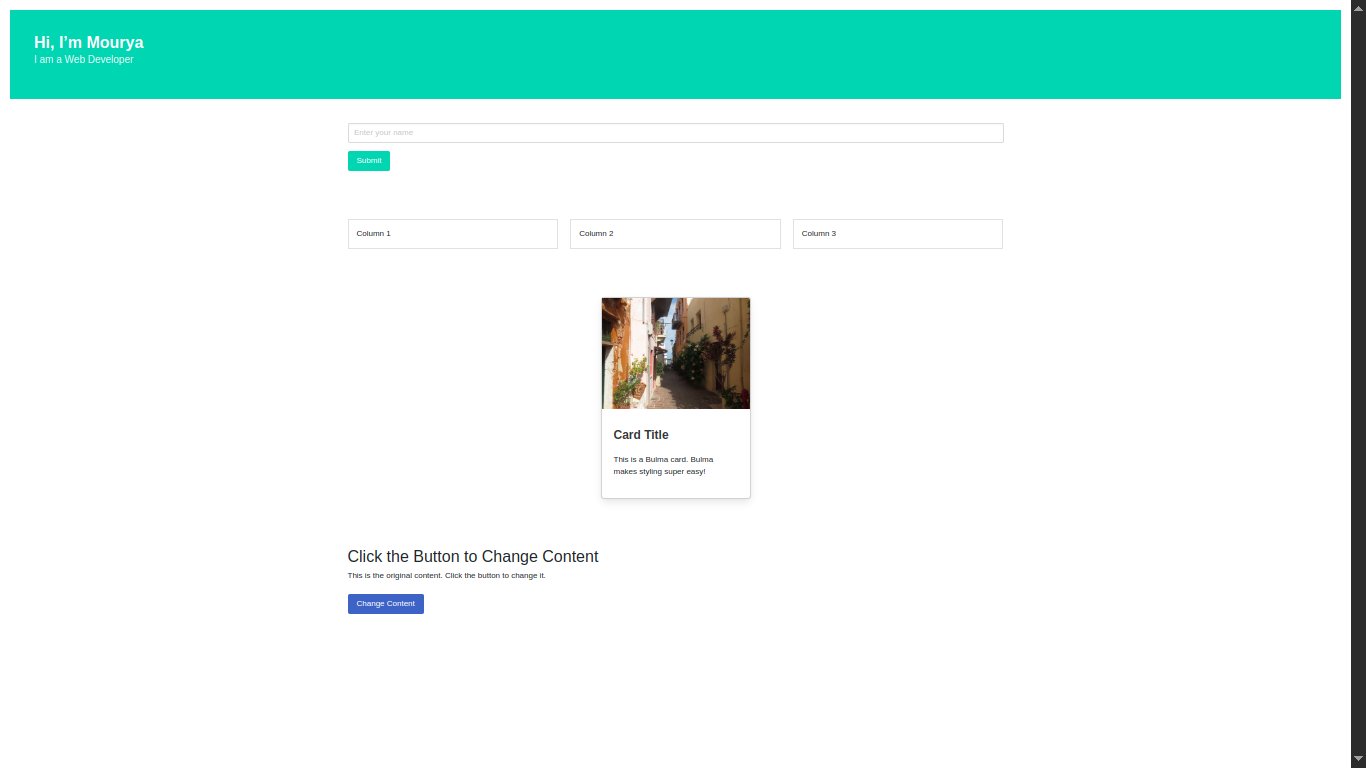 Hi, I’m Mourya
I am a Web Developer
Enter your name
Submit
Column 1
Column 2
Column 3
Card Title
This is a Bulma card. Bulma
makes styling super easy!
Click the Button to Change Content
This is the original content. Click the button to change it.
Change Content